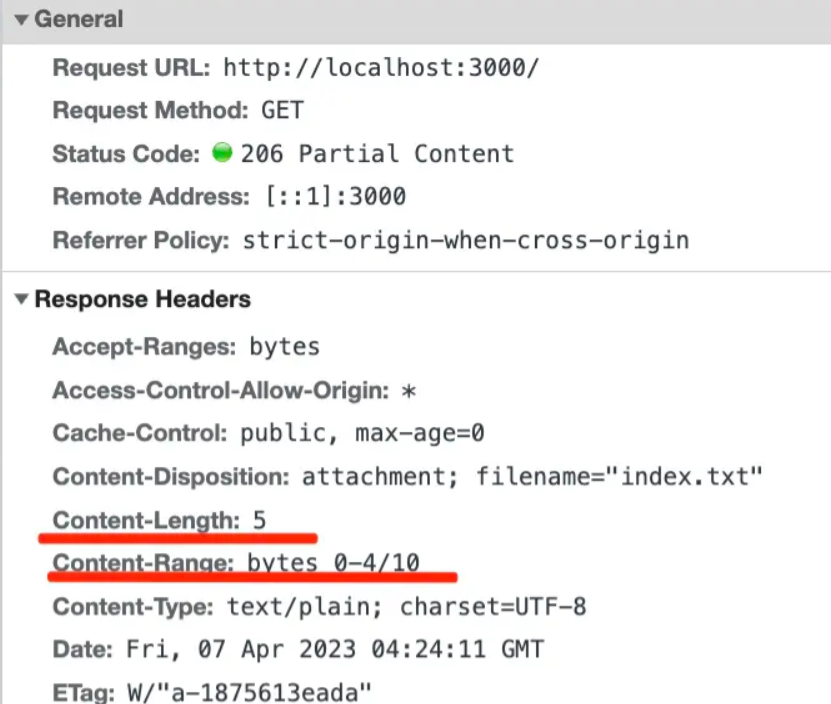 General
Request URL: http://localhost:3000/
Request Method: GET
Status Code: 206 Partial Content
Remote Address: [::1]:3000
Referrer Policy: strict-origin-when-cross-origin
Response Headers
Accept-Ranges: bytes
Access-Control-Allow-Origin: *
Cache-Control: public, max-age=0
Content-Disposition: attachment; filename="index.txt"
Content-Length: 5
Content-Range: bytes 0-4/10
Content-Type: text/plain; charset=UTF-8
Date: Fri, 07 Apr 2023 04:24:11 GMT
ETag: W/"a-1875613eada"